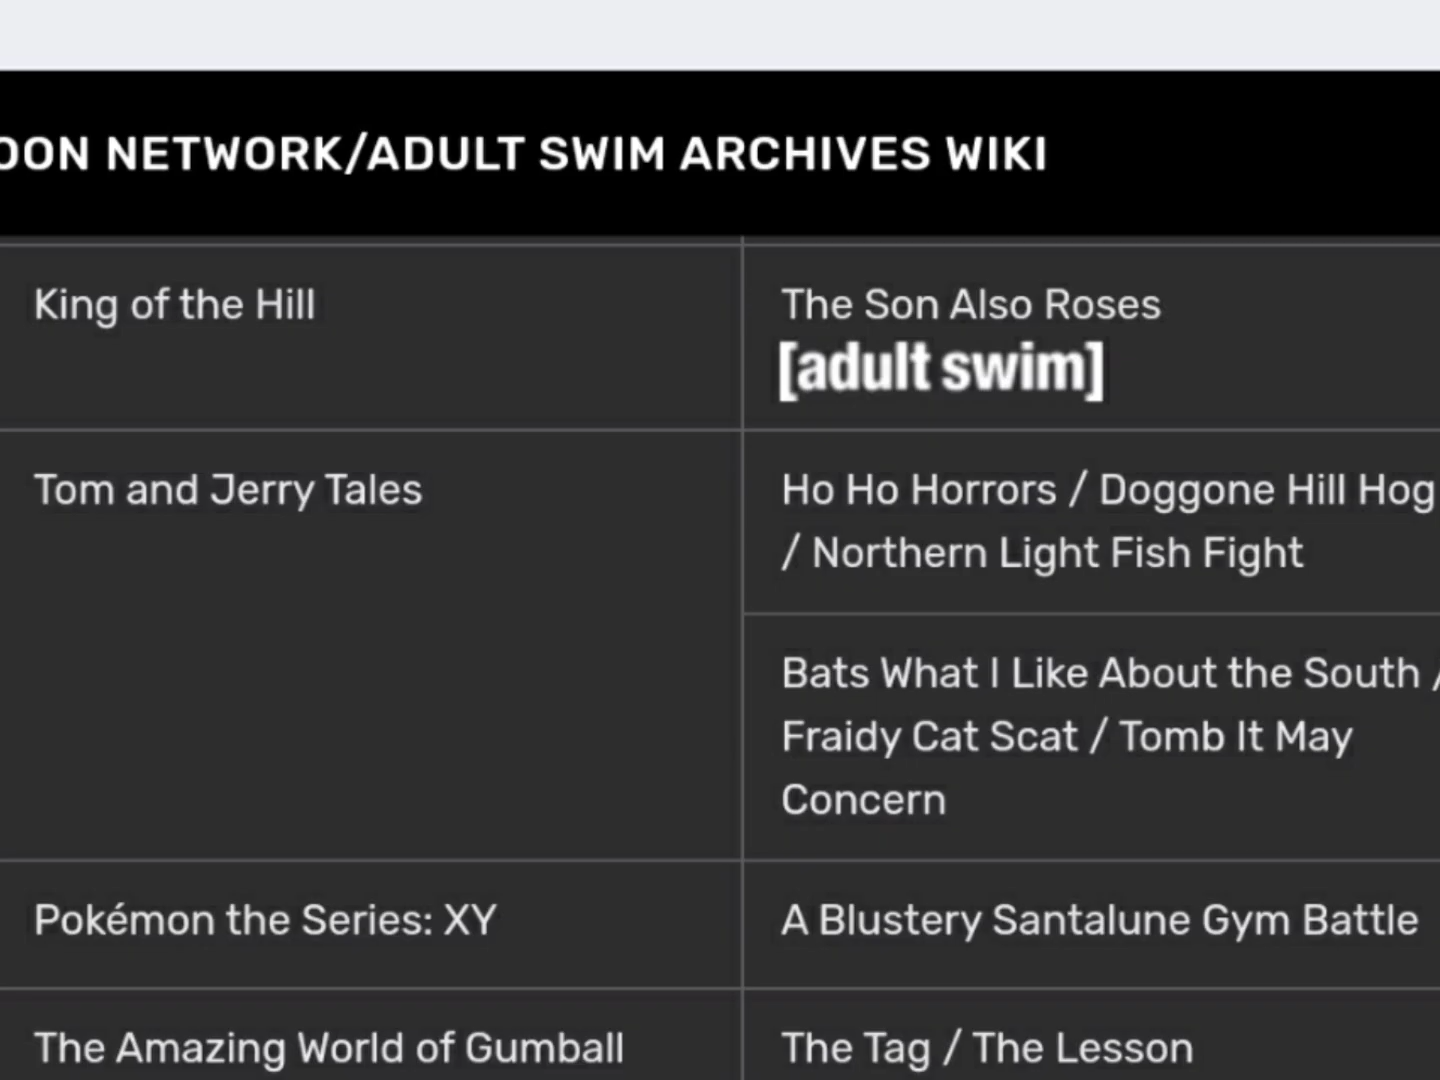 OON NETWORK/ADULT SWIM ARCHIVES WIKI
King of the Hill
The Son Also Roses
[adult swim]
Tom and Jerry Tales
Ho Ho Horrors / Doggone Hill Hog
/ Northern Light Fish Fight
Bats What I Like About the South /
Fraidy Cat Scat / Tomb It May
Concern
Pokémon the Series: XY
A Blustery Santalune Gym Battle
The Amazing World of Gumball
The Tag / The Lesson